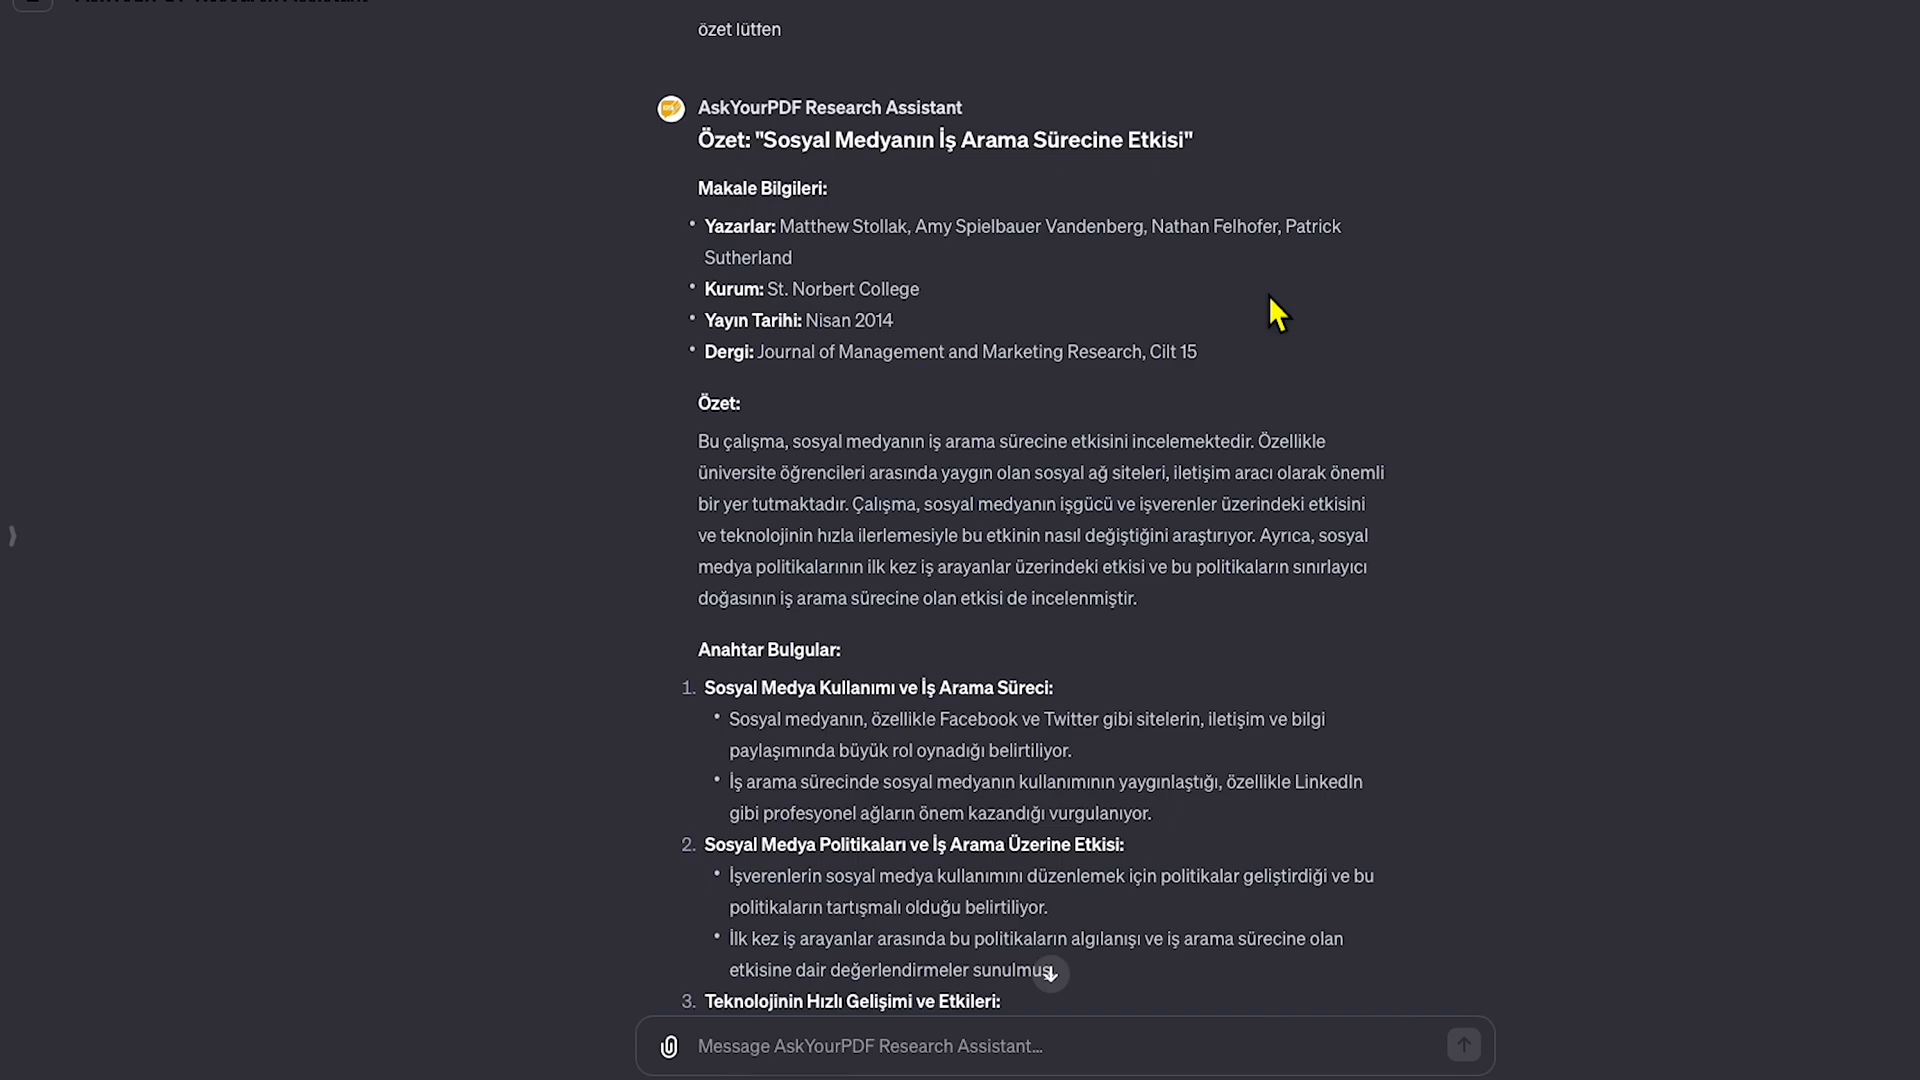 özet lütfen
AskYourPDF Research Assistant
Özet: "Sosyal Medyanın İş Arama Sürecine Etkisi"
Makale Bilgileri:
• Yazarlar: Matthew Stollak, Amy Spielbauer Vandenberg, Nathan Felhofer, Patrick
Sutherland
• Kurum: St. Norbert College
• Yayın Tarihi: Nisan 2014
• Dergi: Journal of Management and Marketing Research, Cilt 15
Özet:
Bu çalışma, sosyal medyanın iş arama sürecine etkisini incelemektedir. Özellikle
üniversite öğrencileri arasında yaygın olan sosyal ağ siteleri, iletişim aracı olarak önemli
bir yer tutmaktadır. Çalışma, sosyal medyanın işgücü ve işverenler üzerindeki etkisini
ve teknolojinin hızla ilerlemesiyle bu etkinin nasıl değiştiğini araştırıyor. Ayrıca, sosyal
medya politikalarının ilk kez iş arayanlar üzerindeki etkisi ve bu politikaların sınırlayıcı
doğasının iş arama sürecine olan etkisi de incelenmiştir.
Anahtar Bulgular:
1. Sosyal Medya Kullanımı ve İş Arama Süreci:
• Sosyal medyanın, özellikle Facebook ve Twitter gibi sitelerin, iletişim ve bilgi
paylaşımında büyük rol oynadığı belirtiliyor.
• İş arama sürecinde sosyal medyanın kullanımının yaygınlaştığı, özellikle LinkedIn
gibi profesyonel ağların önem kazandığı vurgulanıyor.
2. Sosyal Medya Politikaları ve İş Arama Üzerine Etkisi:
• İşverenlerin sosyal medya kullanımını düzenlemek için politikalar geliştirdiği ve bu
politikaların tartışmalı olduğu belirtiliyor.
• İlk kez iş arayanlar arasında bu politikaların algılanışı ve iş arama sürecine olan
etkisine dair değerlendirmeler sunulmuş
3. Teknolojinin Hızlı Gelişimi ve Etkileri:
Message AskYourPDF Research Assistant...